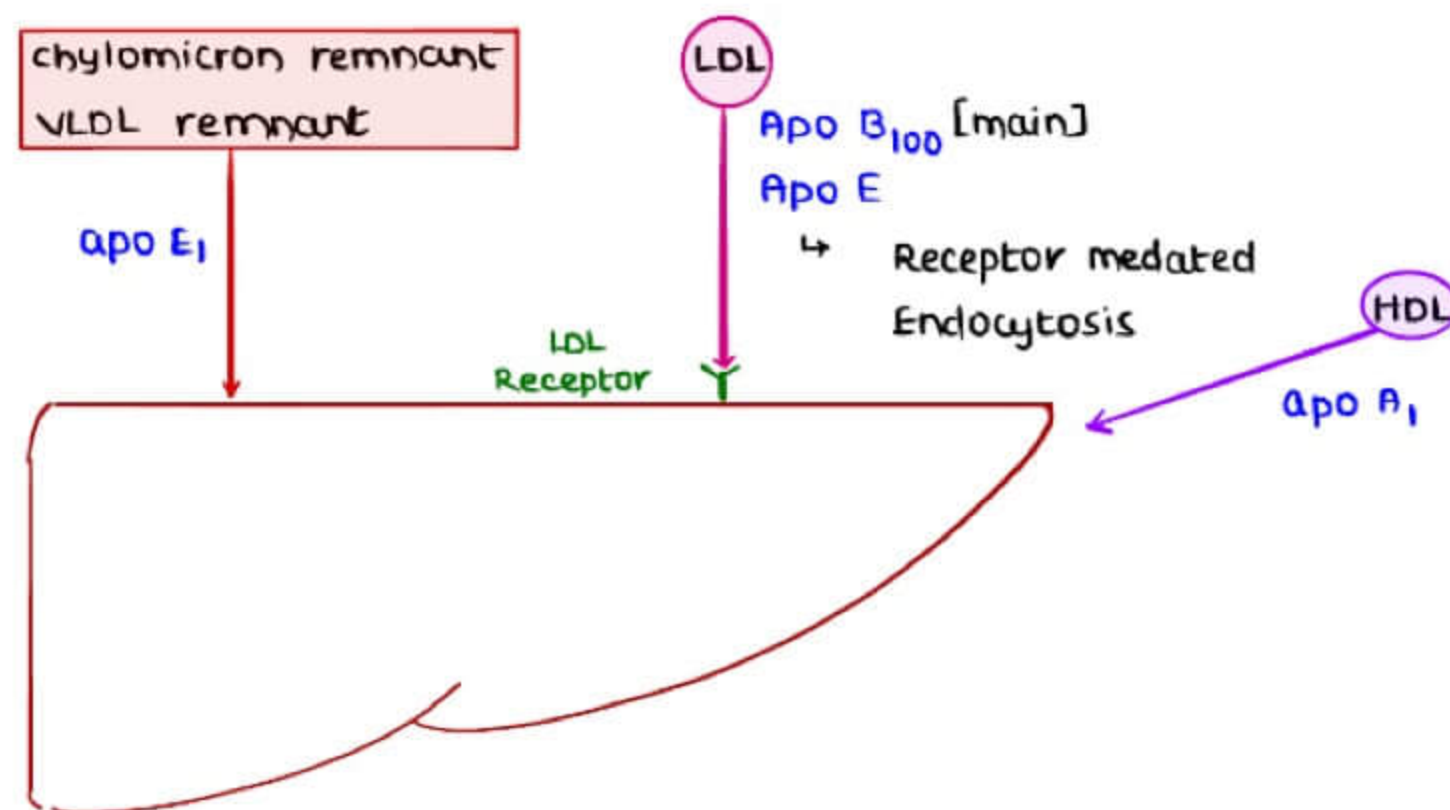 chylomicron remnant
VLDL remnant
apo E₁
LDL
Apo B₁₀₀ [main]
Apo E
↳ Receptor medated
Endocytosis
LDL
Receptor
HDL
apo A₁